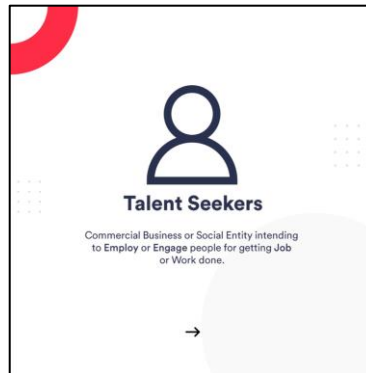 Talent Seekers
Commercial Business or Social Entity intending
to Employ or Engage people for getting Job
or Work done.